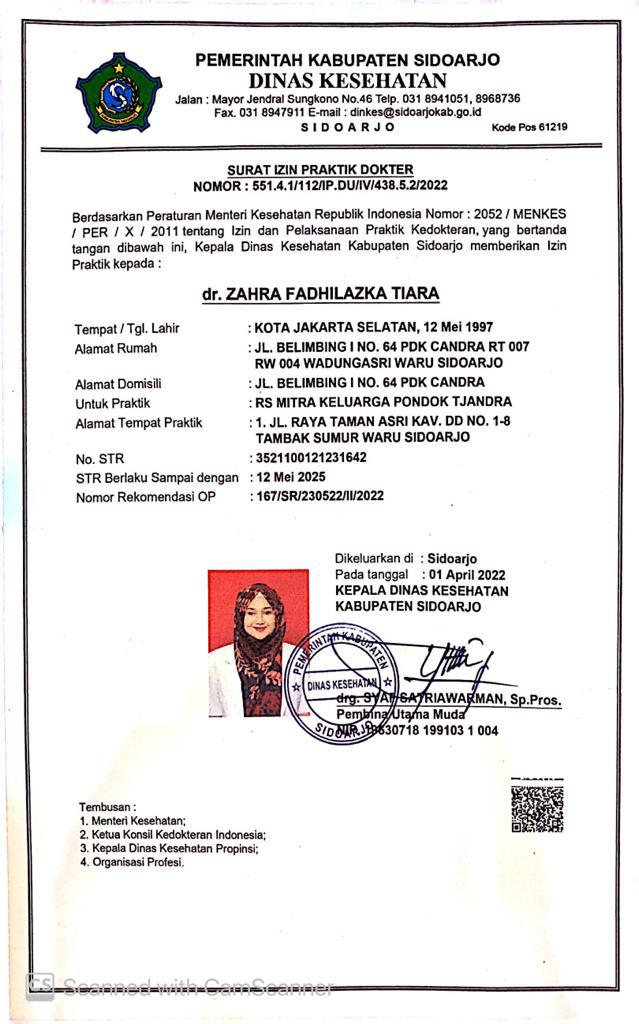 PEMERINTAH KABUPATEN SIDOARJO
DINAS KESEHATAN
Jalan : Mayor Jendral Sungkono No.46 Telp. 031 8941051, 8968736
Fax. 031 8947911 E-mail : dinkes@sidoarjokab.go.id
S I D O A R J O Kode Pos 61219
SURAT IZIN PRAKTIK DOKTER
NOMOR : 551.4.1/112/IP.DU/IV/438.5.2/2022
Berdasarkan Peraturan Menteri Kesehatan Republik Indonesia Nomor : 2052 / MENKES
/ PER / X / 2011 tentang Izin dan Pelaksanaan Praktik Kedokteran, yang bertanda
tangan dibawah ini, Kepala Dinas Kesehatan Kabupaten Sidoarjo memberikan Izin
Praktik kepada :
dr. ZAHRA FADHILAZKA TIARA
Tempat / Tgl. Lahir : KOTA JAKARTA SELATAN, 12 Mei 1997
Alamat Rumah : JL. BELIMBING I NO. 64 PDK CANDRA RT 007
RW 004 WADUNGASRI WARU SIDOARJO
Alamat Domisili : JL. BELIMBING I NO. 64 PDK CANDRA
Untuk Praktik : RS MITRA KELUARGA PONDOK TJANDRA
Alamat Tempat Praktik : 1. JL. RAYA TAMAN ASRI KAV. DD NO. 1-8
TAMBAK SUMUR WARU SIDOARJO
No. STR : 3521100121231642
STR Berlaku Sampai dengan : 12 Mei 2025
Nomor Rekomendasi OP : 167/SR/230522/II/2022
Dikeluarkan di : Sidoarjo
Pada tanggal : 01 April 2022
KEPALA DINAS KESEHATAN
KABUPATEN SIDOARJO
PEMERINTAH KABUPATEN
DINAS KESEHATAN
SIDOARJO
drg. SYAF SATRIAWARMAN, Sp.Pros.
Pembina Utama Muda
NIP. 19630718 199103 1 004
Tembusan :
1. Menteri Kesehatan;
2. Ketua Konsil Kedokteran Indonesia;
3. Kepala Dinas Kesehatan Propinsi;
4. Organisasi Profesi.
CS Scanned with CamScanner